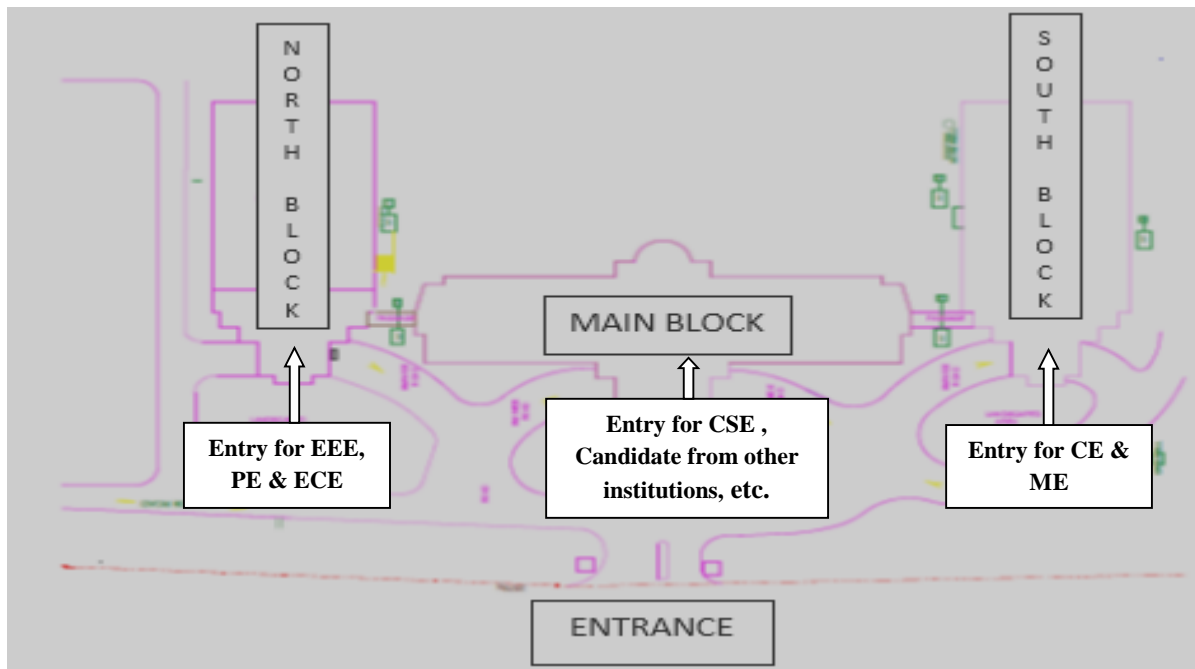 NORTH BLOCK
SOUTH BLOCK
MAIN BLOCK
Entry for EEE,
PE & ECE
Entry for CSE ,
Candidate from other
institutions, etc.
Entry for CE &
ME
ENTRANCE